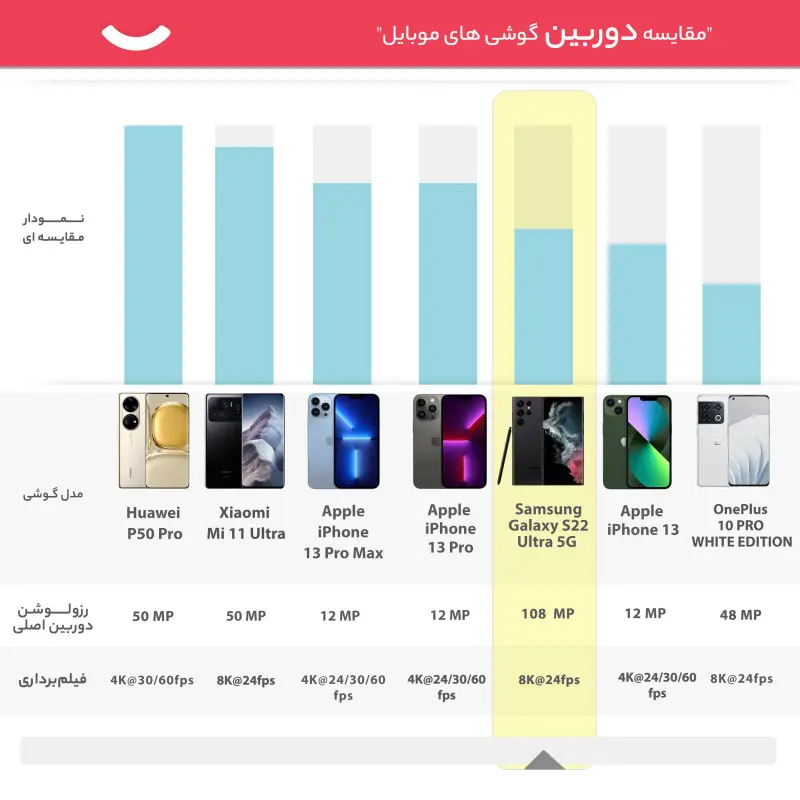 "مقایسه دوربین گوشی های موبایل"
نـــمـــــودار
مقایسه ای
مدل گوشی
Huawei
P50 Pro
Xiaomi
Mi 11 Ultra
Apple
iPhone
13 Pro Max
Apple
iPhone
13 Pro
Samsung
Galaxy S22
Ultra 5G
Apple
iPhone 13
OnePlus
10 PRO
WHITE EDITION
رزولـــــوشن
دوربین اصلی
50 MP
50 MP
12 MP
12 MP
108 MP
12 MP
48 MP
فیلم‌برداری
4K@30/60fps
8K@24fps
4K@24/30/60
fps
4K@24/30/60
fps
8K@24fps
4K@24/30/60
fps
8K@24fps